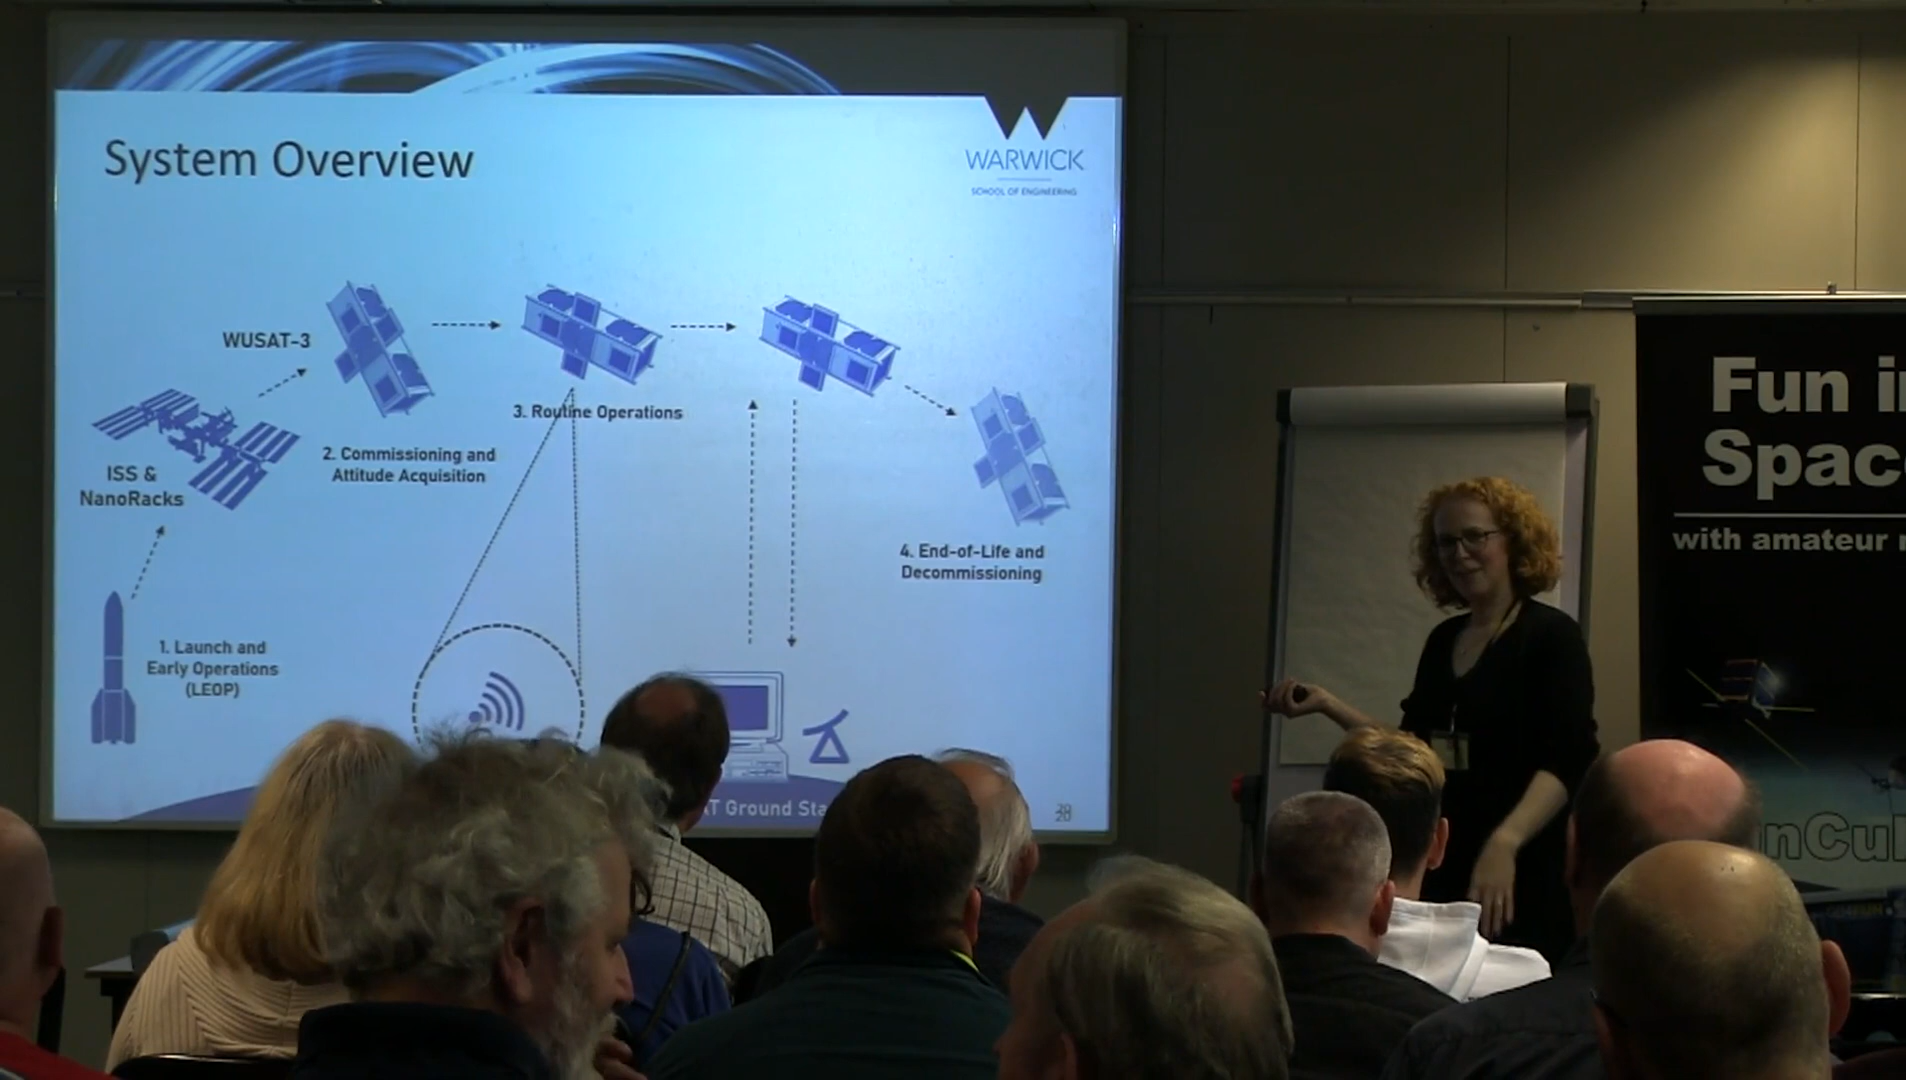 System Overview
WARWICK
SCHOOL OF ENGINEERING
WUSAT-3
ISS &
NanoRacks
2. Commissioning and
Attitude Acquisition
3. Routine Operations
4. End-of-Life and
Decommissioning
1. Launch and
Early Operations
(LEOP)
Ground
20
20
Fun
Spac
with amateur